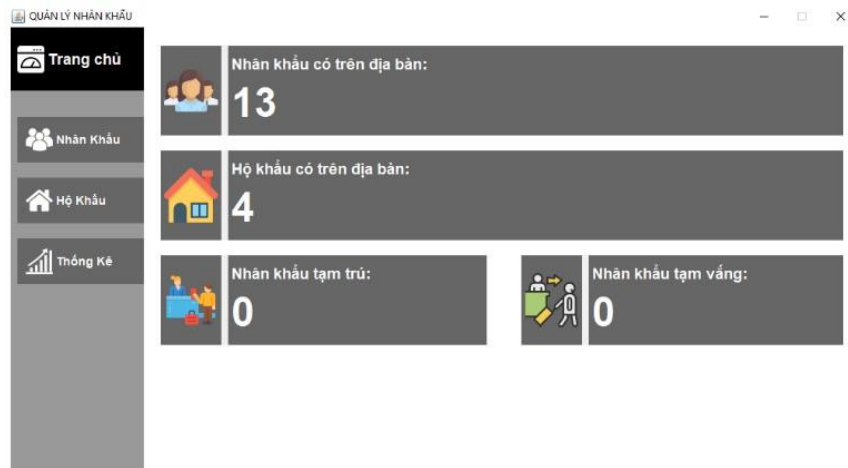 QUẢN LÝ NHÂN KHẨU
Trang chủ
Nhân Khẩu
Hộ Khẩu
Thống Kê
Nhân khẩu có trên địa bàn:
13
Hộ khẩu có trên địa bàn:
4
Nhân khẩu tạm trú:
0
Nhân khẩu tạm vắng:
0